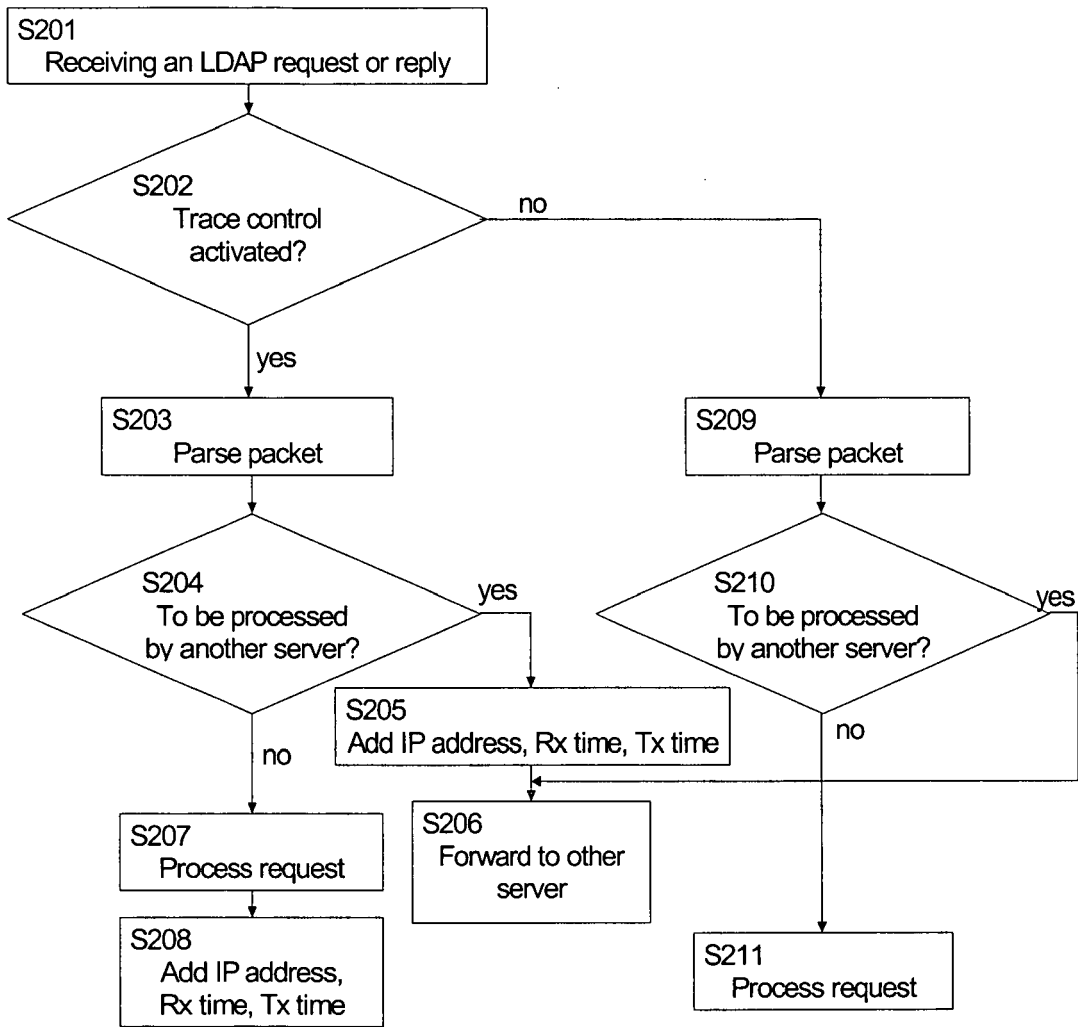 S201
Receiving an LDAP request or reply
S202
Trace control
activated?
no
yes
S203
Parse packet
S209
Parse packet
S204
To be processed
by another server?
yes
S210
To be processed
by another server?
yes
S205
Add IP address, Rx time, Tx time
no
no
S207
Process request
S206
Forward to other
server
S208
Add IP address,
Rx time, Tx time
S211
Process request